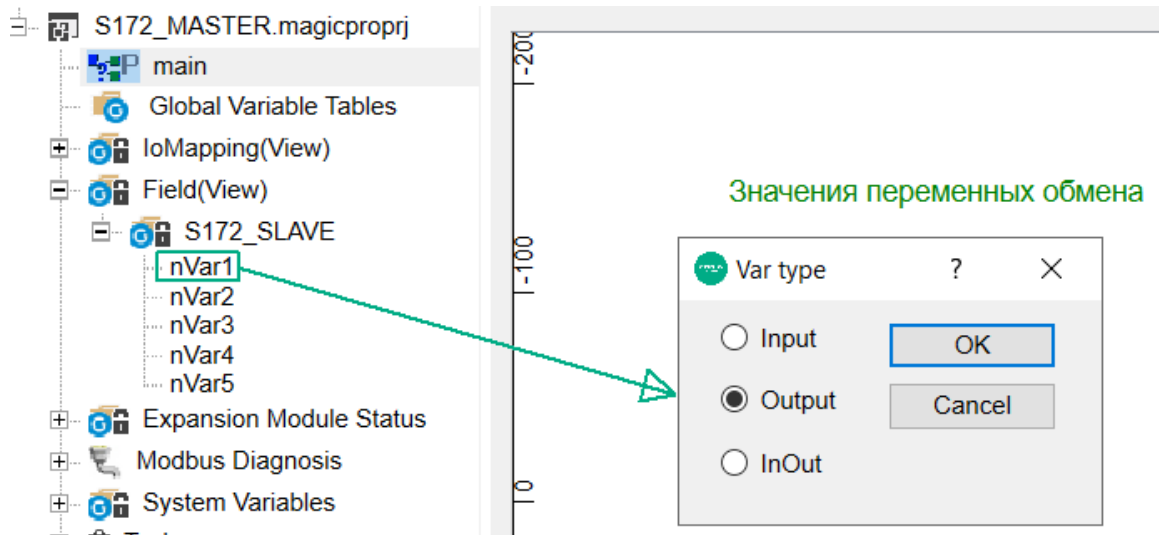 S172_MASTER.magicproprj
main
Global Variable Tables
IoMapping(View)
Field(View)
S172_SLAVE
nVar1
nVar2
nVar3
nVar4
nVar5
Expansion Module Status
Modbus Diagnosis
System Variables
-200
-100
0
Значения переменных обмена
Var type
?
Input
OK
Output
Cancel
InOut